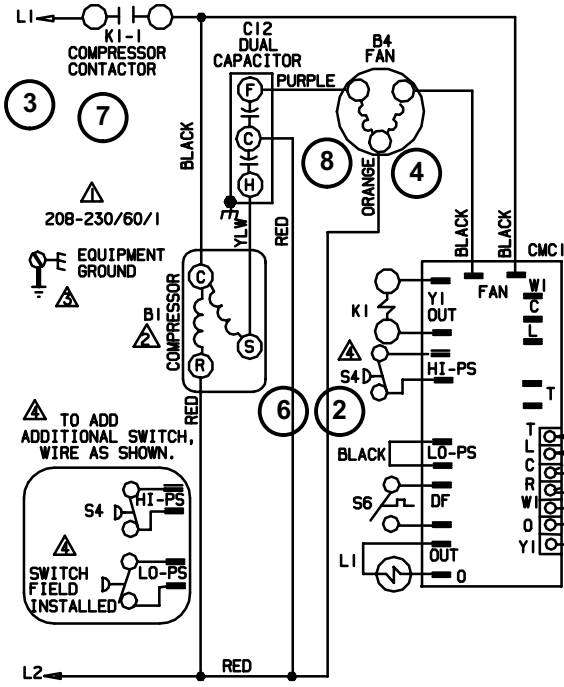 L1
K1-1
COMPRESSOR
CONTACTOR
C12
DUAL
CAPACITOR
B4
FAN
PURPLE
F
C
H
3
7
8
4
BLACK
ORANGE
1
208-230/60/1
EQUIPMENT
GROUND
3
YLW
RED
BLACK
BLACK
CMC1
FAN
W1
C
L
T
K1
Y1
OUT
4
S4
HI-PS
B1
2
COMPRESSOR
C
S
R
RED
6
2
4 TO ADD
ADDITIONAL SWITCH,
WIRE AS SHOWN.
BLACK
LO-PS
S6
DF
L1
OUT
O
T
L
C
R
W1
O
Y1
S4
HI-PS
4
LO-PS
SWITCH
FIELD
INSTALLED
L2
RED